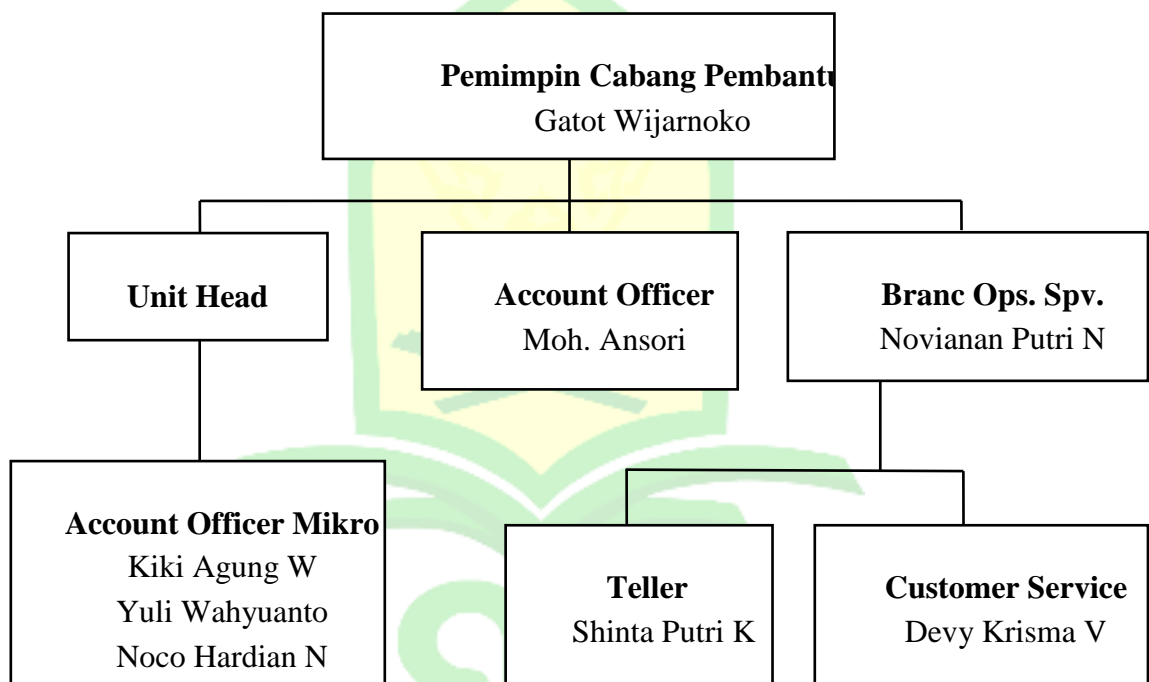 Pemimpin Cabang Pembantu
Gatot Wijarnoko
Unit Head
Account Officer
Moh. Ansori
Branc Ops. Spv.
Novianan Putri N
Account Officer Mikro
Kiki Agung W
Yuli Wahyuanto
Noco Hardian N
Teller
Shinta Putri K
Customer Service
Devy Krisma V